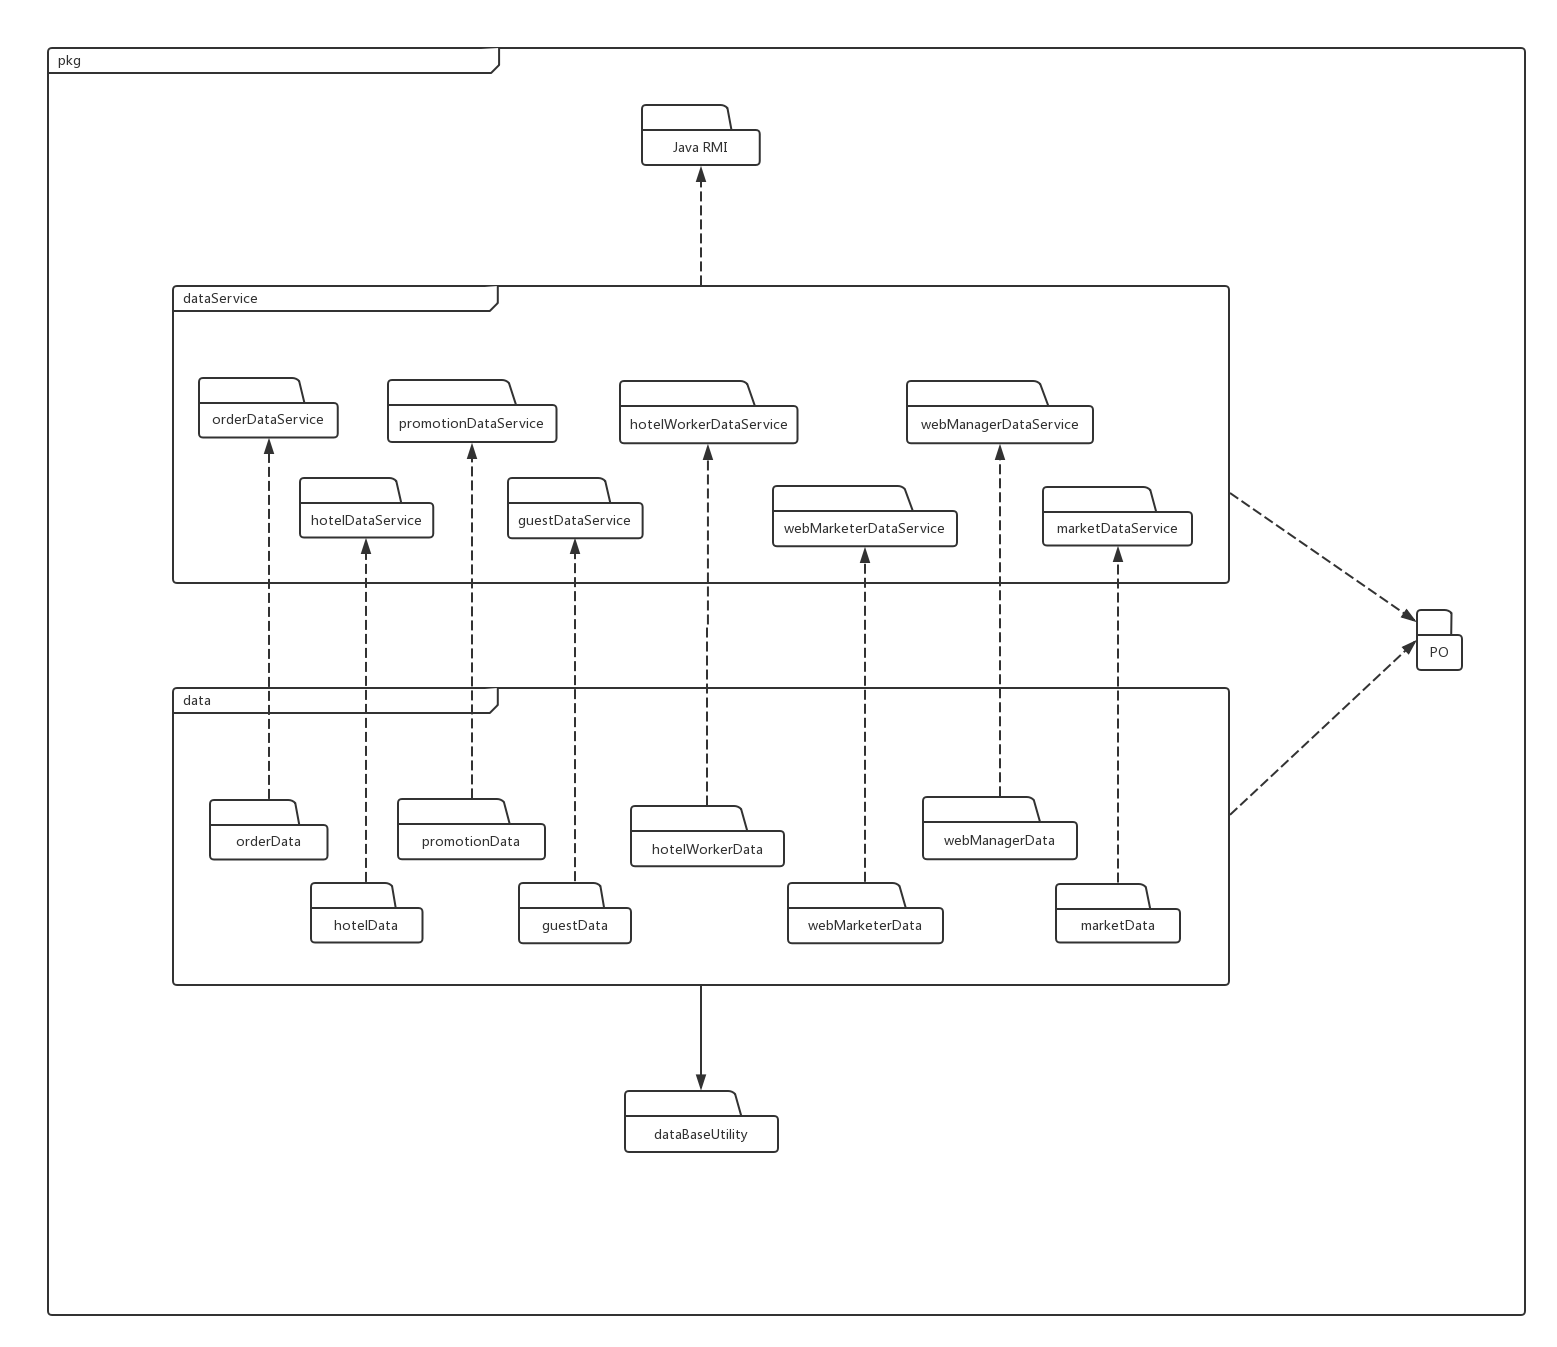 pkg
Java RMI
dataService
orderDataService
promotionDataService
hotelWorkerDataService
webManagerDataService
hotelDataService
guestDataService
webMarketerDataService
marketDataService
PO
data
orderData
promotionData
hotelWorkerData
webManagerData
hotelData
guestData
webMarketerData
marketData
dataBaseUtility